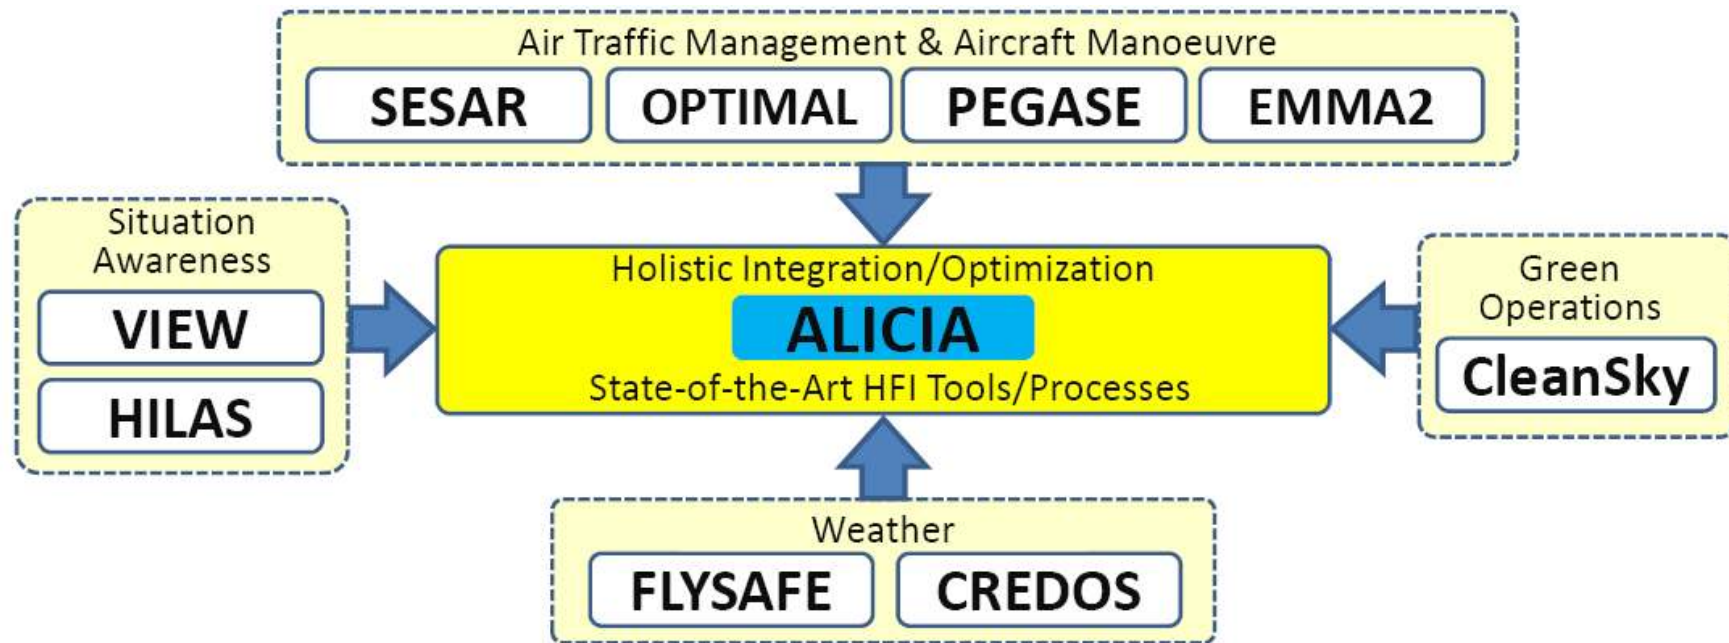 Air Traffic Management & Aircraft Manoeuvre
SESAR
OPTIMAL
PEGASE
EMMA2
Situation
Awareness
VIEW
HILAS
Holistic Integration/Optimization
ALICIA
State-of-the-Art HFI Tools/Processes
Green
Operations
CleanSky
Weather
FLYSAFE
CREDOS